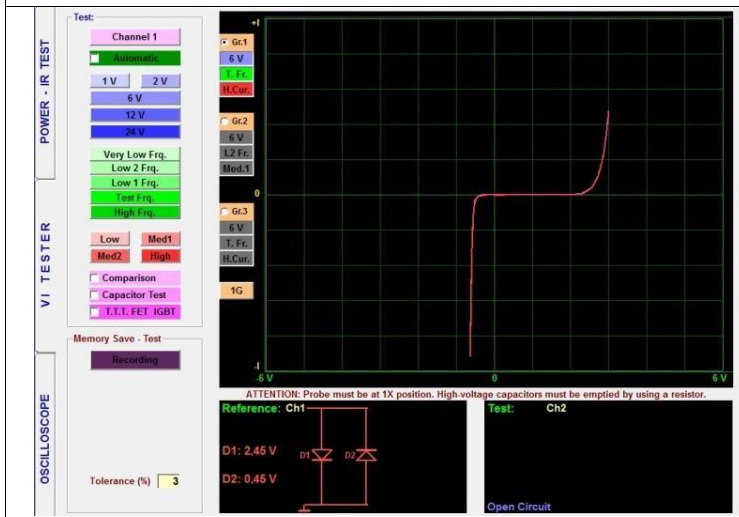 POWER - IR TEST
VI TESTER
OSCILLOSCOPE
Test:
Channel 1
Automatic
1 V
2 V
6 V
12 V
24 V
Very Low Frq.
Low 2 Frq.
Low 1 Frq.
Test Frq.
High Frq.
Low
Med1
Med2
High
Comparison
Capacitor Test
T.T.T. FET IGBT
Memory Save - Test
Recording
Tolerance (%) 3
Gr.1
6 V
T. Fr.
H.Cur.
Gr.2
6 V
L2 Fr.
Med.1
Gr.3
6 V
T. Fr.
H.Cur.
1G
+I
0
-I
-6 V
0
6 V
ATTENTION: Probe must be at 1X position. High-voltage capacitors must be emptied by using a resistor.
Reference: Ch1
D1: 2,45 V
D1
D2
D2: 0,45 V
Test: Ch2
Open Circuit